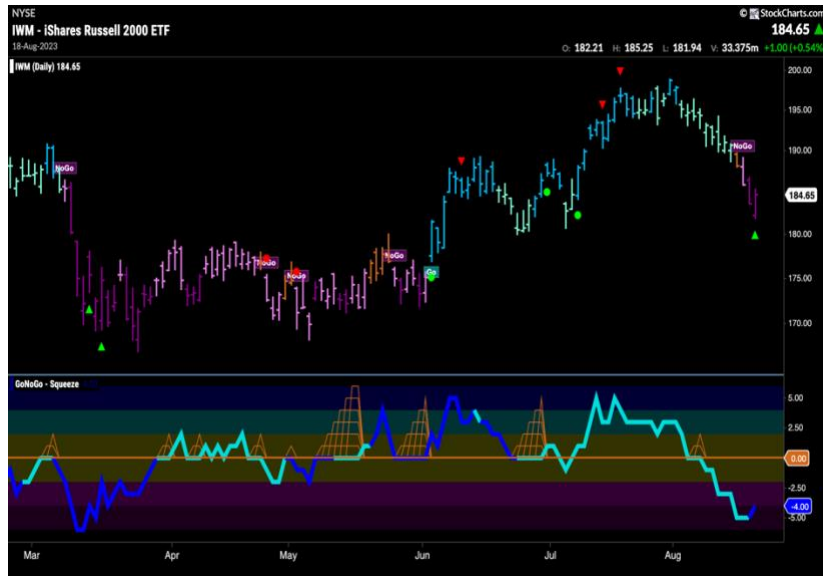 NYSE
© StockCharts.com
IWM - iShares Russell 2000 ETF
184.65
18-Aug-2023
O: 182.21 H: 185.25 L: 181.94 V: 33.375m +1.00 (+0.54%
IWM (Daily) 184.65
200.00
195.00
NoGo
NoGo
190.00
184.65
180.00
NoGo
NoGo
NoGo
Go
175.00
170.00
GoNoGo - Squeeze
5.00
2.50
0.00
-2.50
-4.00
-5.00
Mar Apr May Jun Jul Aug